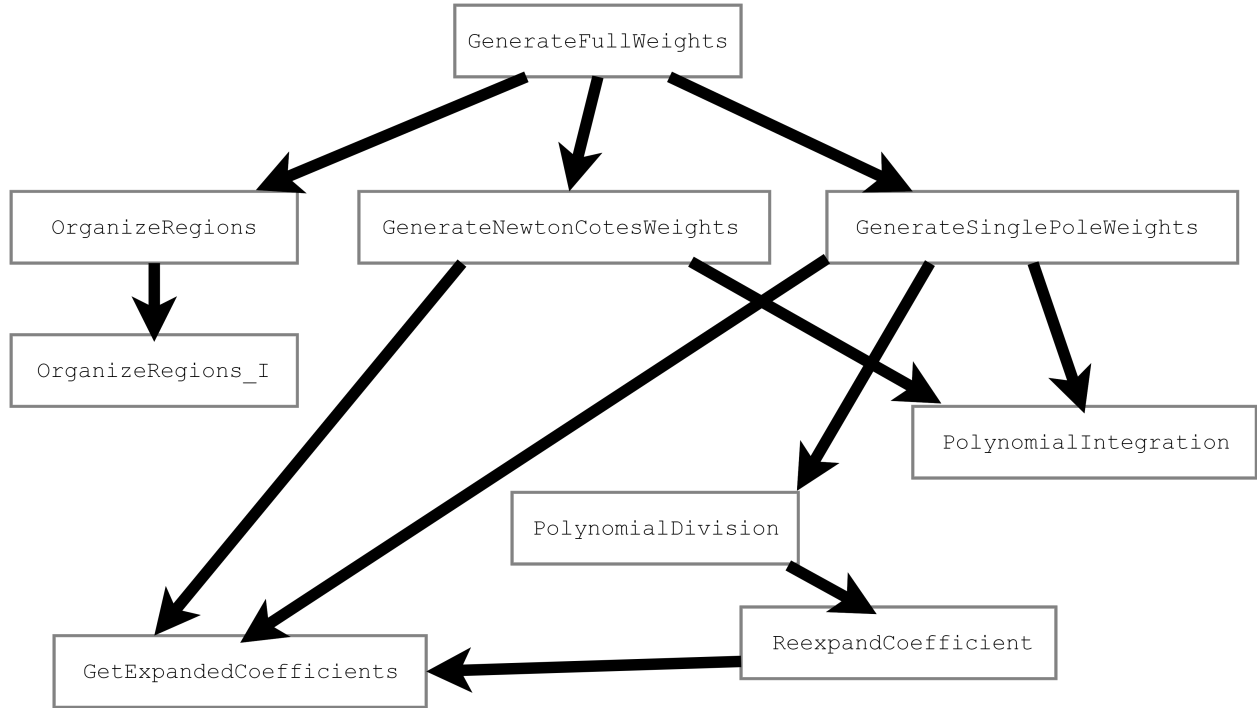 GenerateFullWeights
OrganizeRegions
GenerateNewtonCotesWeights
GenerateSinglePoleWeights
OrganizeRegions_I
PolynomialIntegration
PolynomialDivision
ReexpandCoefficient
GetExpandedCoefficients